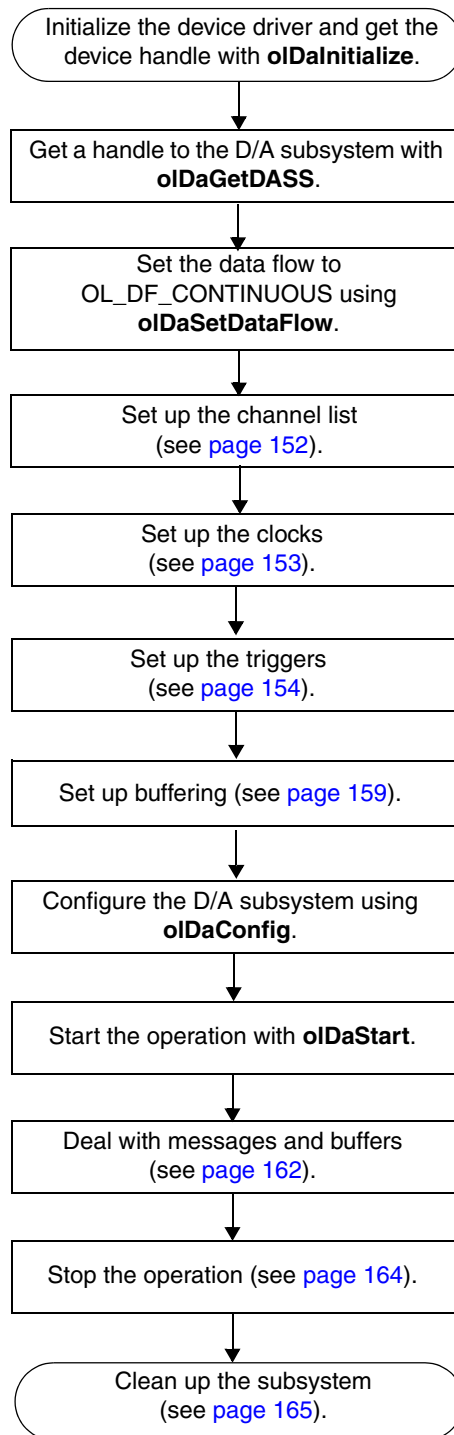 Initialize the device driver and get the
device handle with olDaInitialize.
Get a handle to the D/A subsystem with
olDaGetDASS.
Set the data flow to
OL_DF_CONTINUOUS using
olDaSetDataFlow.
Set up the channel list
(see page 152).
Set up the clocks
(see page 153).
Set up the triggers
(see page 154).
Set up buffering (see page 159).
Configure the D/A subsystem using
olDaConfig.
Start the operation with olDaStart.
Deal with messages and buffers
(see page 162).
Stop the operation (see page 164).
Clean up the subsystem
(see page 165).